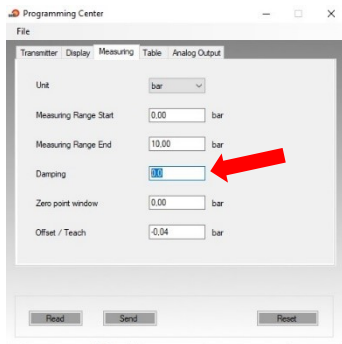 Programming Center
File
Transmitter Display Measuring Table Analog Output
Unit bar
Measuring Range Start 0,00 bar
Measuring Range End 10,00 bar
Damping 0,0
Zero point window 0,00 bar
Offset / Teach -0,04 bar
Read Send Reset